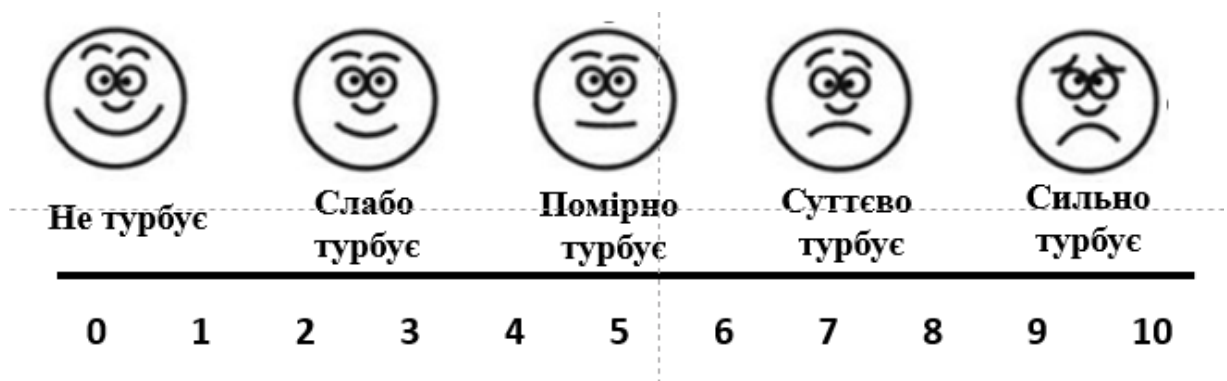 Не турбує
Слабо
турбує
Помірно
турбує
Суттєво
турбує
Сильно
турбує
0 1 2 3 4 5 6 7 8 9 10